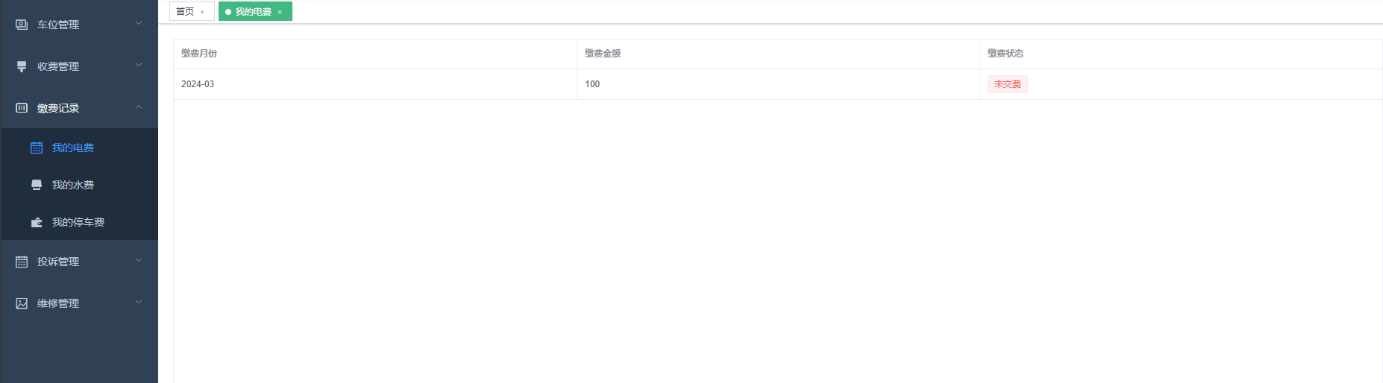 车位管理
收费管理
缴费记录
我的电费
我的水费
我的停车费
投诉管理
维修管理
首页 ×
我的电费 ×
缴费月份 缴费金额 缴费状态
2024-03 100 未交费